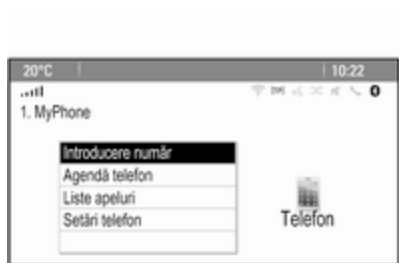 20°C 10:22
1. MyPhone
Introducere număr
Agendă telefon
Liste apeluri
Setări telefon
Telefon